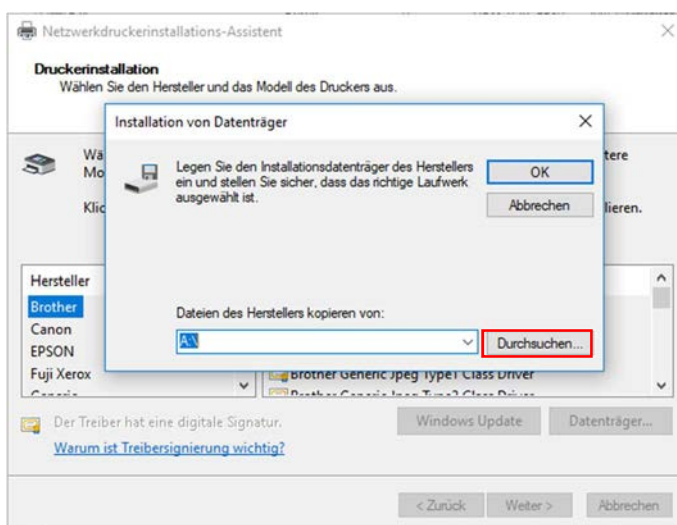 Netzwerkdruckerinstallations-Assistent
Druckerinstallation
Wählen Sie den Hersteller und das Modell des Druckers aus.
Installation von Datenträger
Wä
tere
Mo
Legen Sie den Installationsdatenträger des Herstellers
ein und stellen Sie sicher, dass das richtige Laufwerk
ausgewählt ist.
OK
Abbrechen
Klic
lieren.
Hersteller
Brother
Canon
EPSON
Fuji Xerox
Dateien des Herstellers kopieren von:
A:\
Durchsuchen...
Brother Generic Jpeg Type1 Class Driver
Der Treiber hat eine digitale Signatur.
Warum ist Treibersignierung wichtig?
Windows Update
Datenträger...
< Zurück
Weiter >
Abbrechen